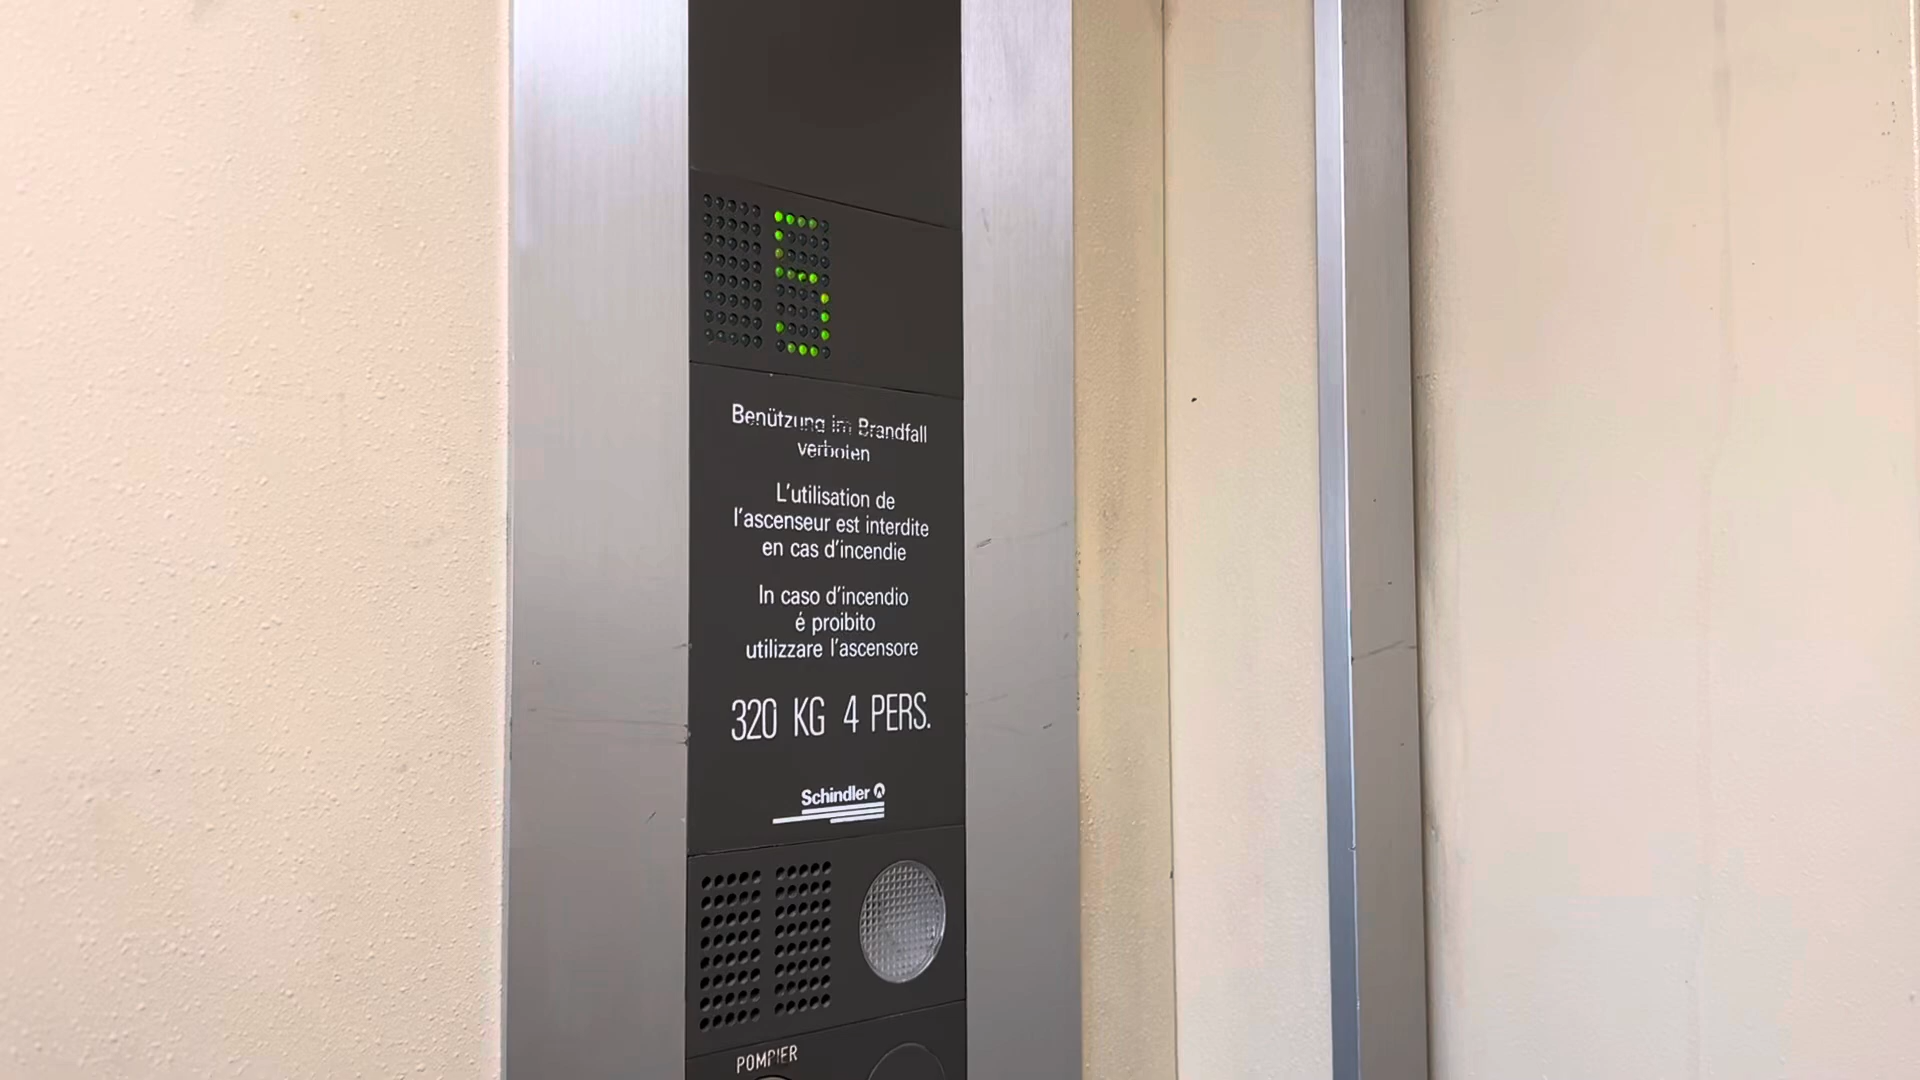 5
Benützung im Brandfall
verboten
L'utilisation de
l'ascenseur est interdite
en cas d'incendie
In caso d'incendio
é proibito
utilizzare l'ascensore
320 KG 4 PERS.
Schindler
POMPIER